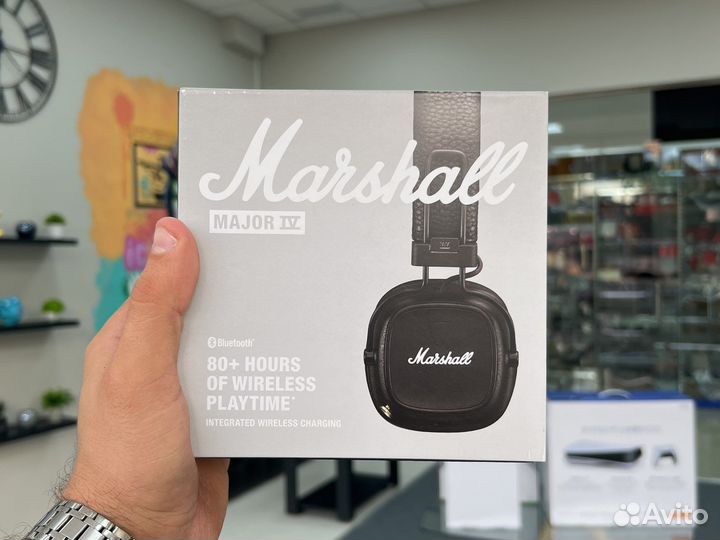 Marshall
MAJOR IV
Marshall
Bluetooth®
80+ HOURS
OF WIRELESS
PLAYTIME*
INTEGRATED WIRELESS CHARGING
Avito